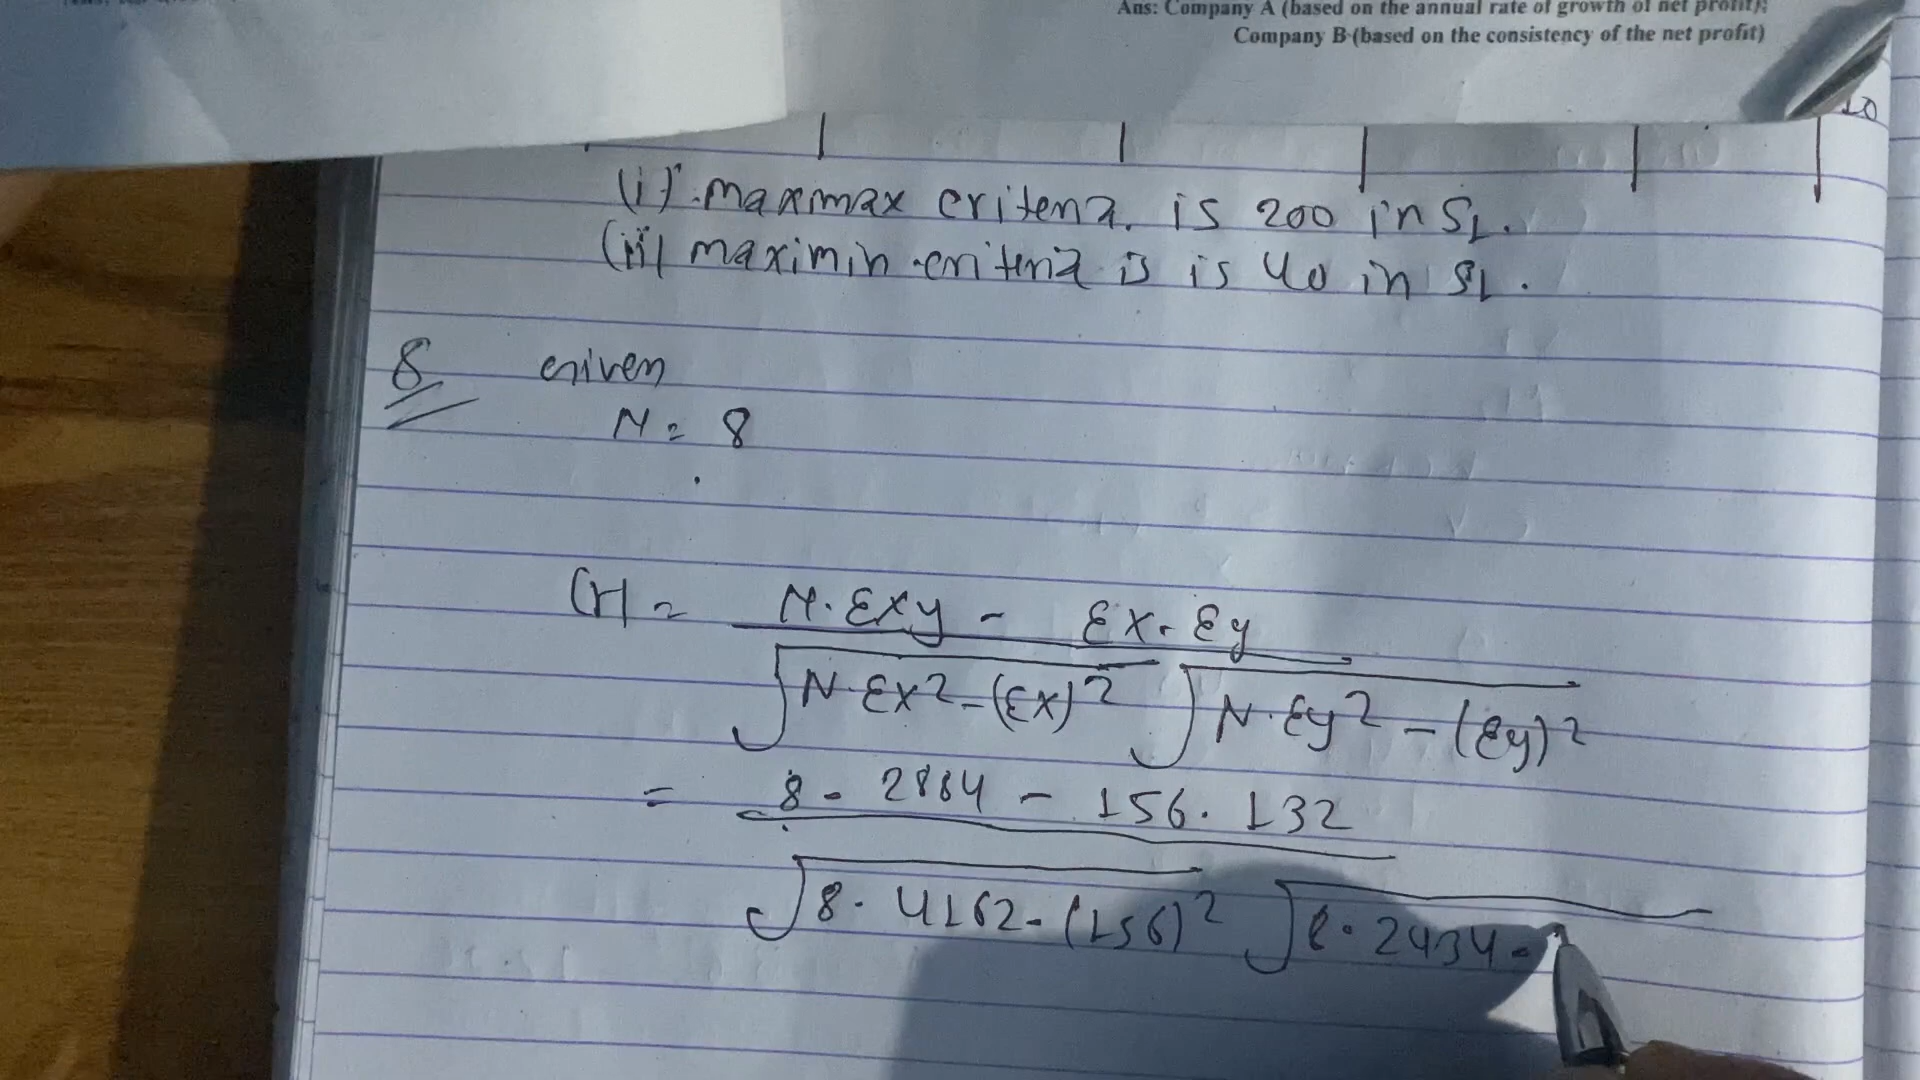 Ans: Company A (based on the annual rate of growth of net profit);
Company B (based on the consistency of the net profit)
10
(i) maxmax criteria is 200 in S1.
(ii) maximin criteria is is 40 in S1.
8 Given
N = 8
(r) = N.Σxy - Σx.Σy
√N.Σx2-(Σx)2 √N.Σy2-(Σy)2
= 8. 2884 - 156. 132
√8. 4162-(156)2 √8. 2434-